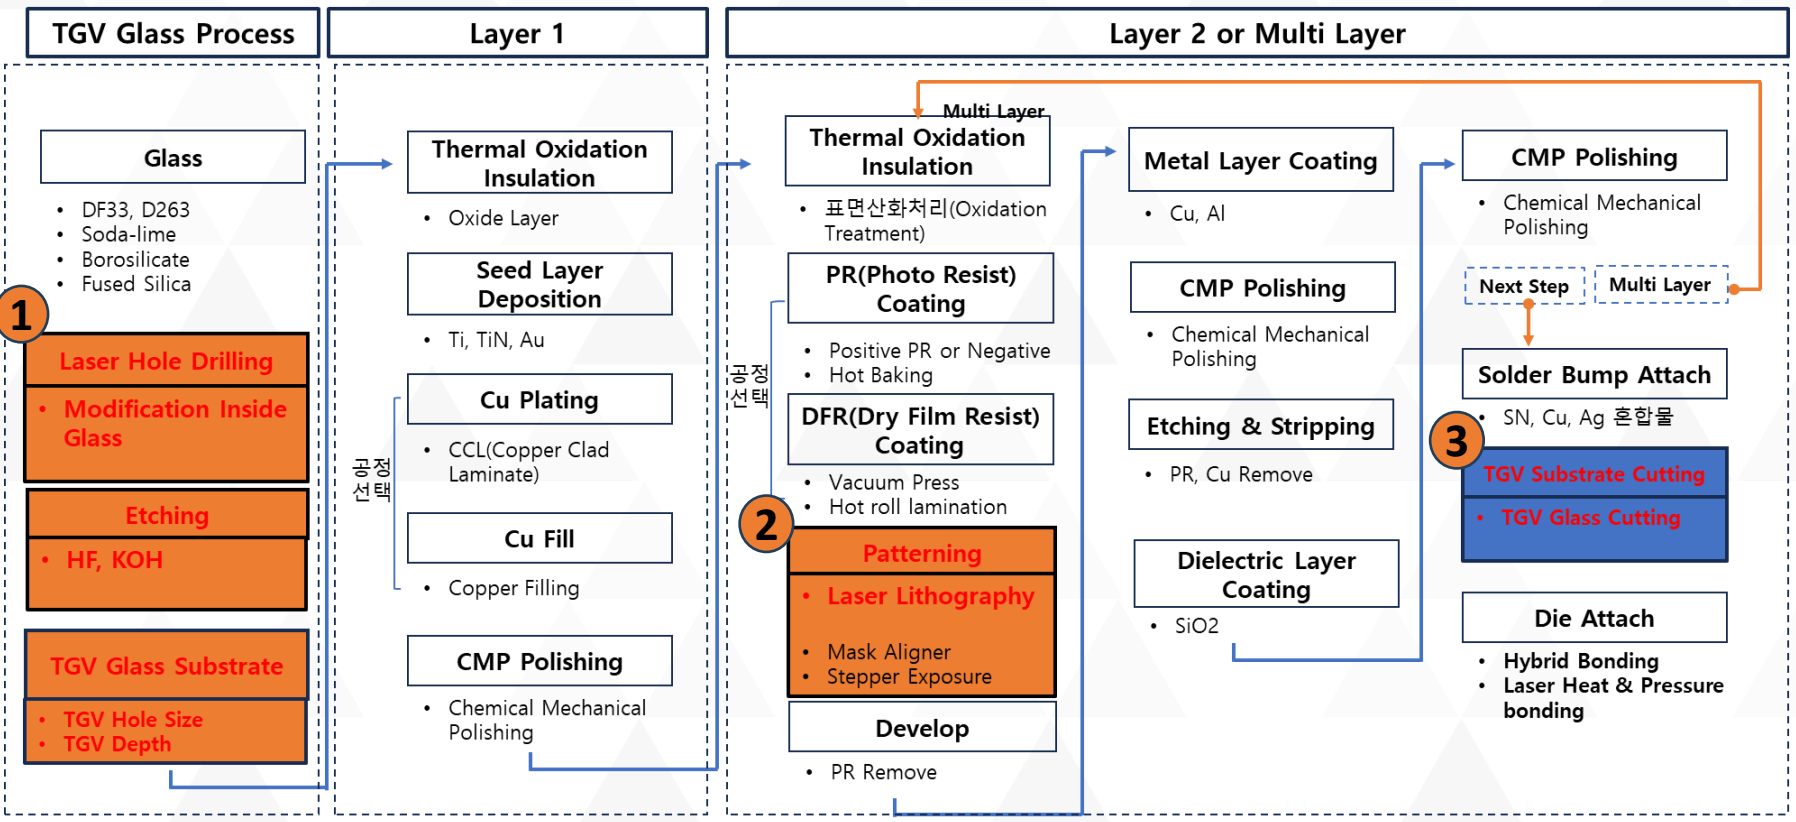 TGV Glass Process
Glass
• DF33, D263
• Soda-lime
• Borosilicate
• Fused Silica
1
Laser Hole Drilling
• Modification Inside
Glass
Etching
• HF, KOH
TGV Glass Substrate
• TGV Hole Size
• TGV Depth
Layer 1
Thermal Oxidation
Insulation
• Oxide Layer
Seed Layer
Deposition
• Ti, TiN, Au
공정
선택
Cu Plating
• CCL(Copper Clad
Laminate)
Cu Fill
• Copper Filling
CMP Polishing
• Chemical Mechanical
Polishing
Layer 2 or Multi Layer
Multi Layer
Thermal Oxidation
Insulation
• 표면산화처리(Oxidation
Treatment)
공정
선택
PR(Photo Resist)
Coating
• Positive PR or Negative
• Hot Baking
DFR(Dry Film Resist)
Coating
• Vacuum Press
• Hot roll lamination
2
Patterning
• Laser Lithography
• Mask Aligner
• Stepper Exposure
Develop
• PR Remove
Metal Layer Coating
• Cu, Al
CMP Polishing
• Chemical Mechanical
Polishing
Etching & Stripping
• PR, Cu Remove
Dielectric Layer
Coating
• SiO2
CMP Polishing
• Chemical Mechanical
Polishing
Next Step
Multi Layer
Solder Bump Attach
• SN, Cu, Ag 혼합물
3
TGV Substrate Cutting
• TGV Glass Cutting
Die Attach
• Hybrid Bonding
• Laser Heat & Pressure
bonding